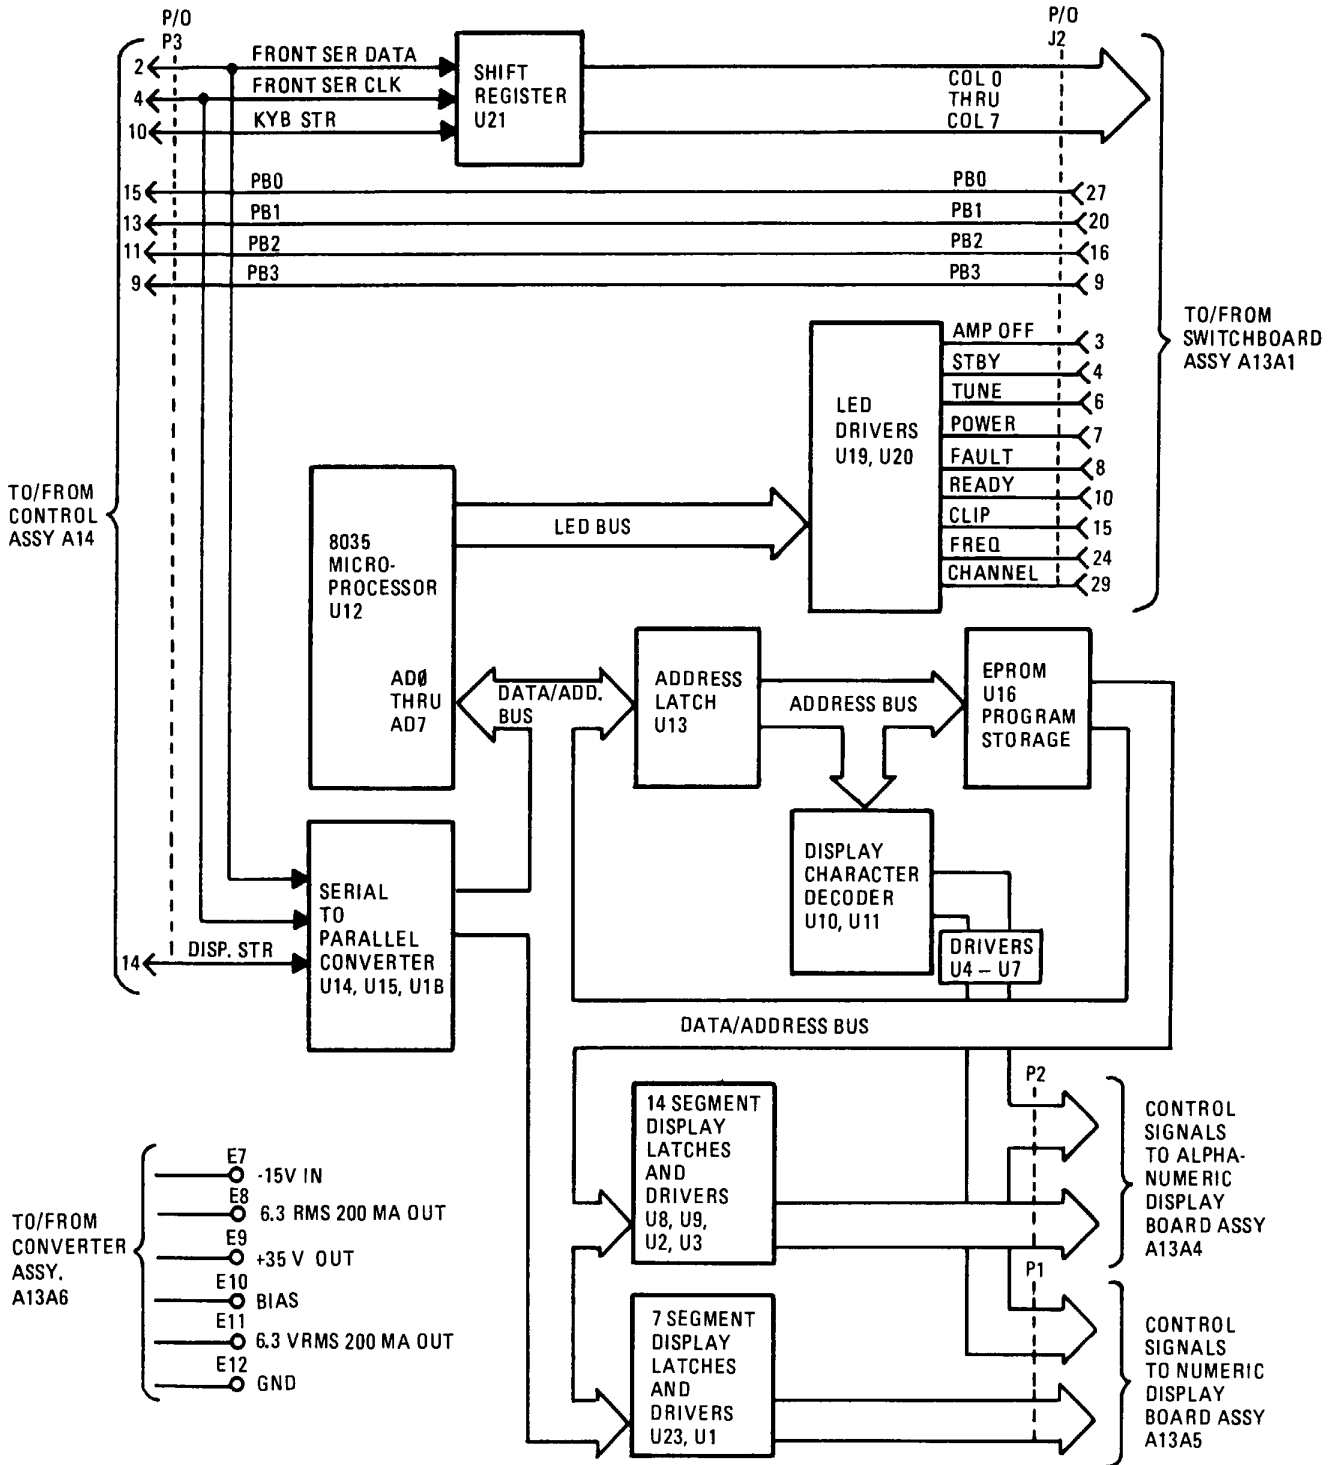 P/O
P3
P/O
J2
2
FRONT SER DATA
4
FRONT SER CLK
10
KYB STR
SHIFT
REGISTER
U21
COL 0
THRU
COL 7
15
PB0
PB0
27
13
PB1
PB1
20
11
PB2
PB2
16
9
PB3
PB3
9
TO/FROM
SWITCHBOARD
ASSY A13A1
LED
DRIVERS
U19, U20
AMP OFF
3
STBY
4
TUNE
6
POWER
7
FAULT
8
READY
10
CLIP
15
FREQ
24
CHANNEL
29
TO/FROM
CONTROL
ASSY A14
8035
MICRO-
PROCESSOR
U12
ADØ
THRU
AD7
LED BUS
DATA/ADD.
BUS
ADDRESS
LATCH
U13
ADDRESS BUS
EPROM
U16
PROGRAM
STORAGE
DISPLAY
CHARACTER
DECODER
U10, U11
DRIVERS
U4 – U7
14
DISP. STR
SERIAL
TO
PARALLEL
CONVERTER
U14, U15, U1B
DATA/ADDRESS BUS
14 SEGMENT
DISPLAY
LATCHES
AND
DRIVERS
U8, U9,
U2, U3
P2
CONTROL
SIGNALS
TO ALPHA-
NUMERIC
DISPLAY
BOARD ASSY
A13A4
7 SEGMENT
DISPLAY
LATCHES
AND
DRIVERS
U23, U1
P1
CONTROL
SIGNALS
TO NUMERIC
DISPLAY
BOARD ASSY
A13A5
TO/FROM
CONVERTER
ASSY.
A13A6
E7
-15V IN
E8
6.3 RMS 200 MA OUT
E9
+35 V OUT
E10
BIAS
E11
6.3 VRMS 200 MA OUT
E12
GND